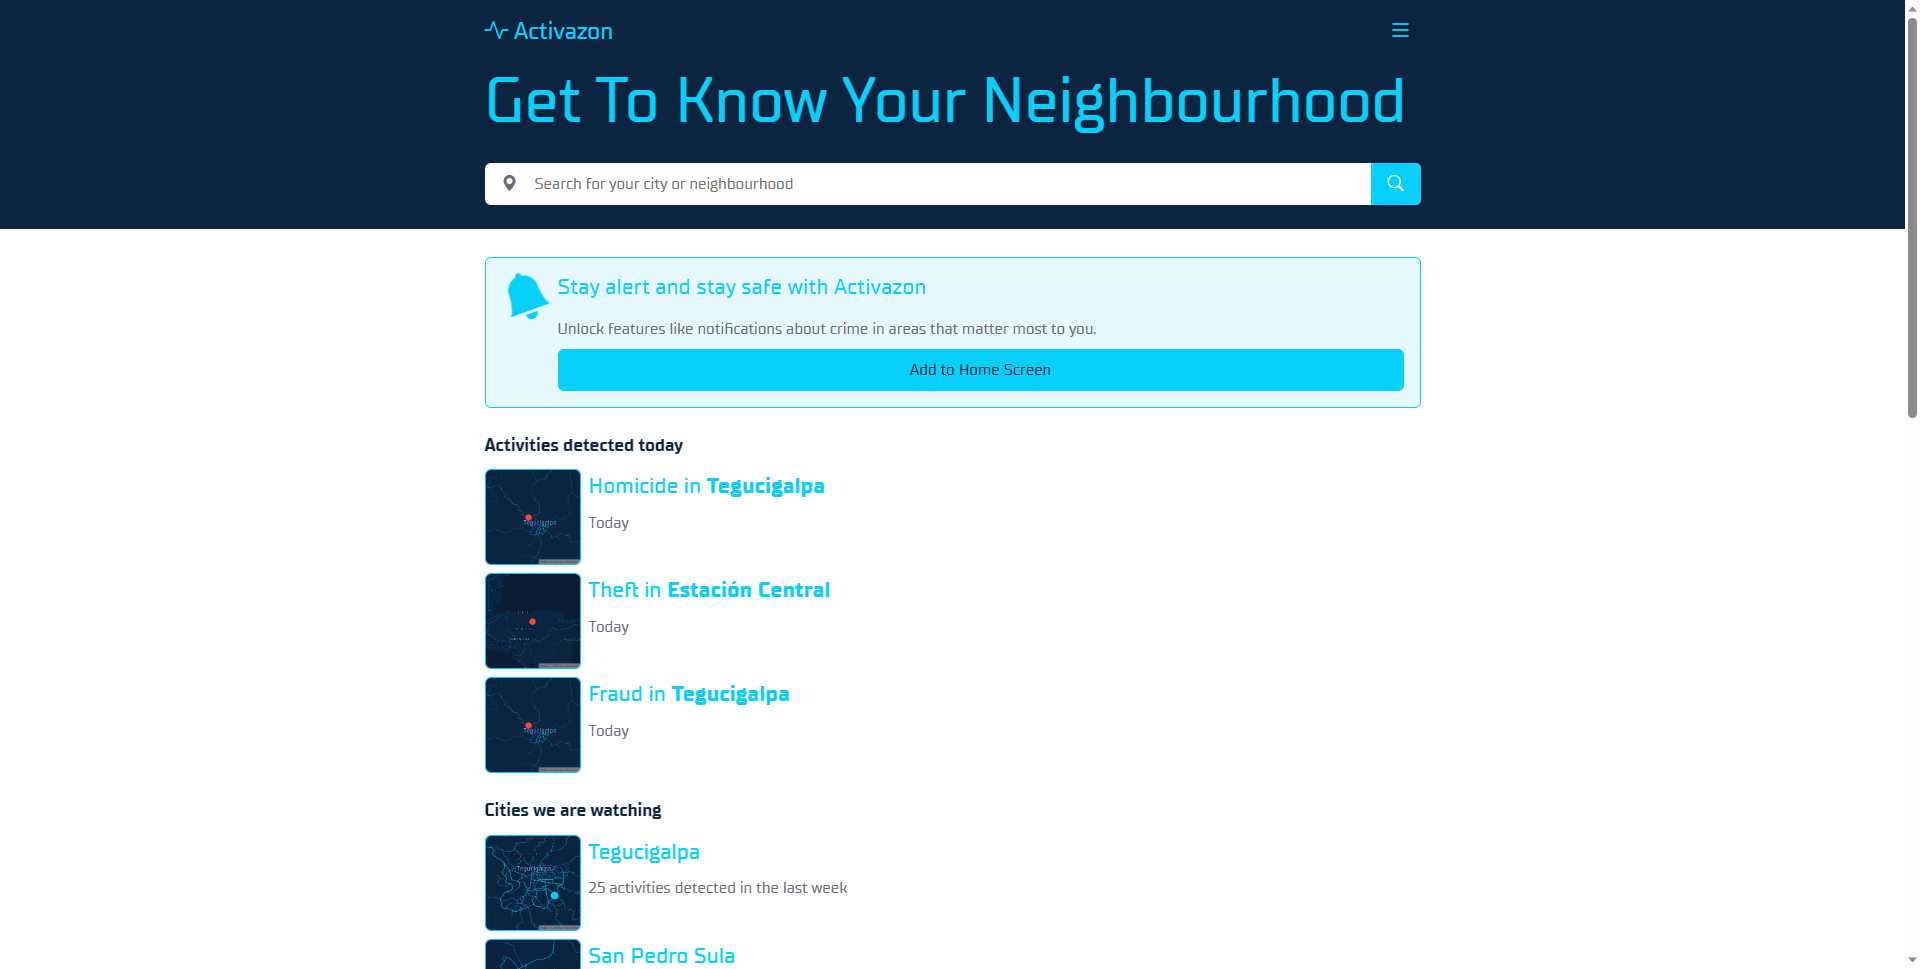 Activazon
Get To Know Your Neighbourhood
Search for your city or neighbourhood
Stay alert and stay safe with Activazon
Unlock features like notifications about crime in areas that matter most to you.
Add to Home Screen
Activities detected today
Homicide in Tegucigalpa
Today
Tegucigalpa
Theft in Estación Central
Today
Fraud in Tegucigalpa
Today
Tegucigalpa
Cities we are watching
Tegucigalpa
Tegucigalpa
25 activities detected in the last week
San Pedro Sula